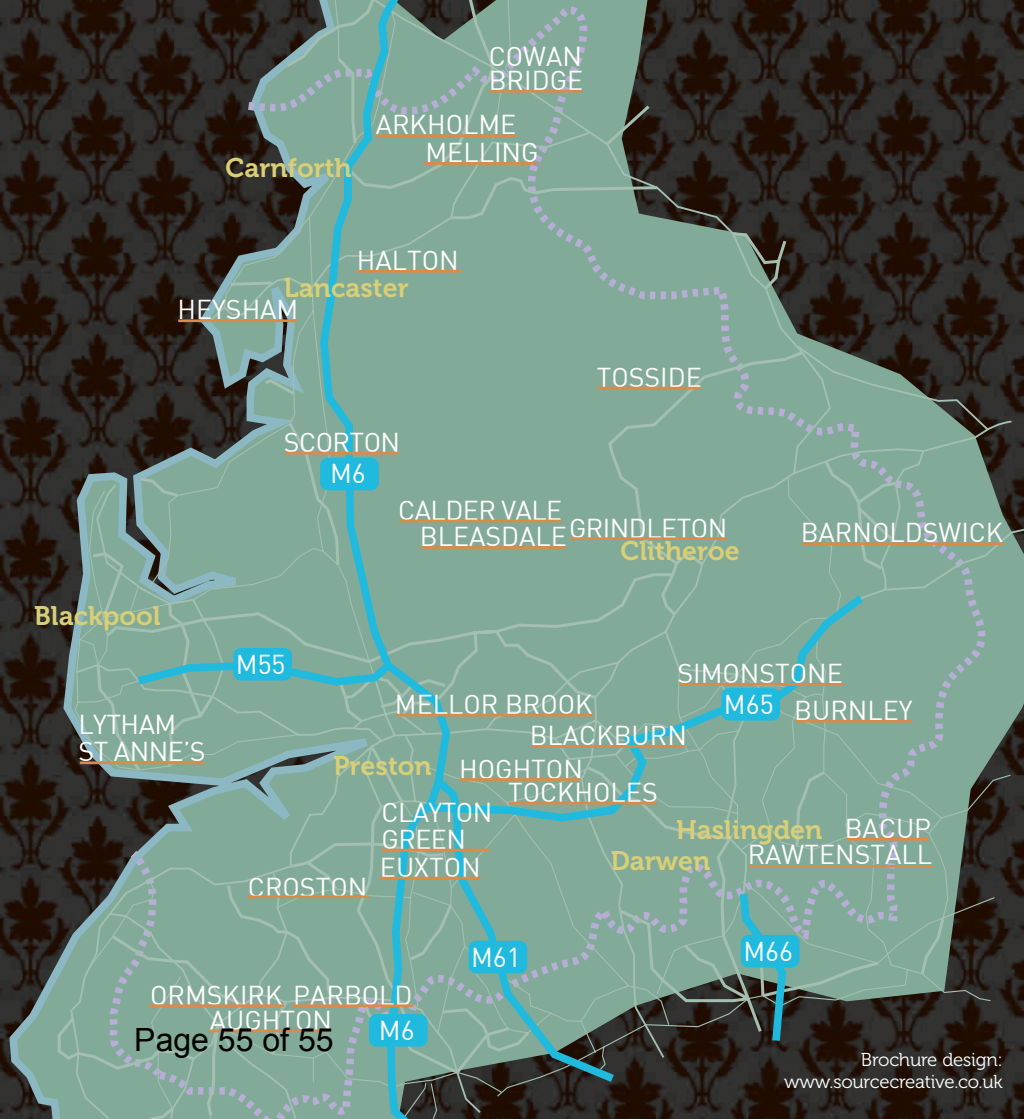 COWAN
BRIDGE
ARKHOLME
MELLING
Carnforth
HALTON
Lancaster
HEYSHAM
TOSSIDE
SCORTON
M6
CALDER VALE
BLEASDALE
GRINDLETON
BARNOLDSWICK
Clitheroe
Blackpool
M55
SIMONSTONE
MELLOR BROOK
M65
BURNLEY
LYTHAM
ST ANNE'S
BLACKBURN
Preston
HOGHTON
TOCKHOLES
CLAYTON
GREEN
EUXTON
Haslingden
BACUP
Darwen
RAWTENSTALL
CROSTON
M61
M66
ORMSKIRK PARBOLD
AUGHTON
M6
Page 55 of 55
Brochure design:
www.sourcecreative.co.uk